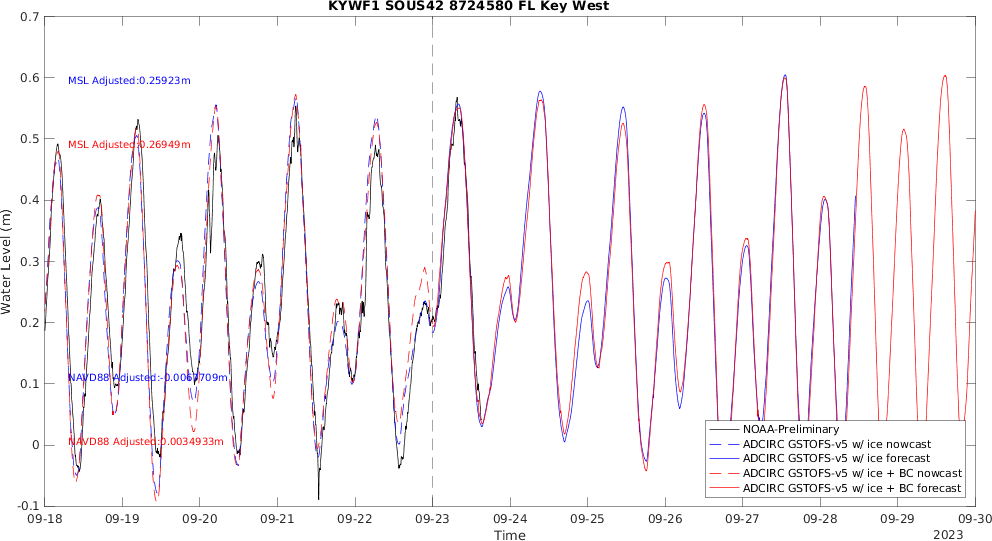 KYWF1 SOUS42 8724580 FL Key West
0.7
0.6
0.5
0.4
0.3
0.2
0.1
0
-0.1
Water Level (m)
MSL Adjusted:0.25923m
MSL Adjusted:0.26949m
NAVD88
NAVD88 Adjusted:0.0034933m
NOAA-Preliminary
ADCIRC GSTOFS-v5 w/ ice nowcast
ADCIRC GSTOFS-v5 w/ ice forecast
ADCIRC GSTOFS-v5 w/ ice + BC nowcast
ADCIRC GSTOFS-v5 w/ ice + BC forecast
09-18 09-19 09-20 09-21 09-22 09-23 09-24 09-25 09-26 09-27 09-28 09-29 09-30
Time
2023